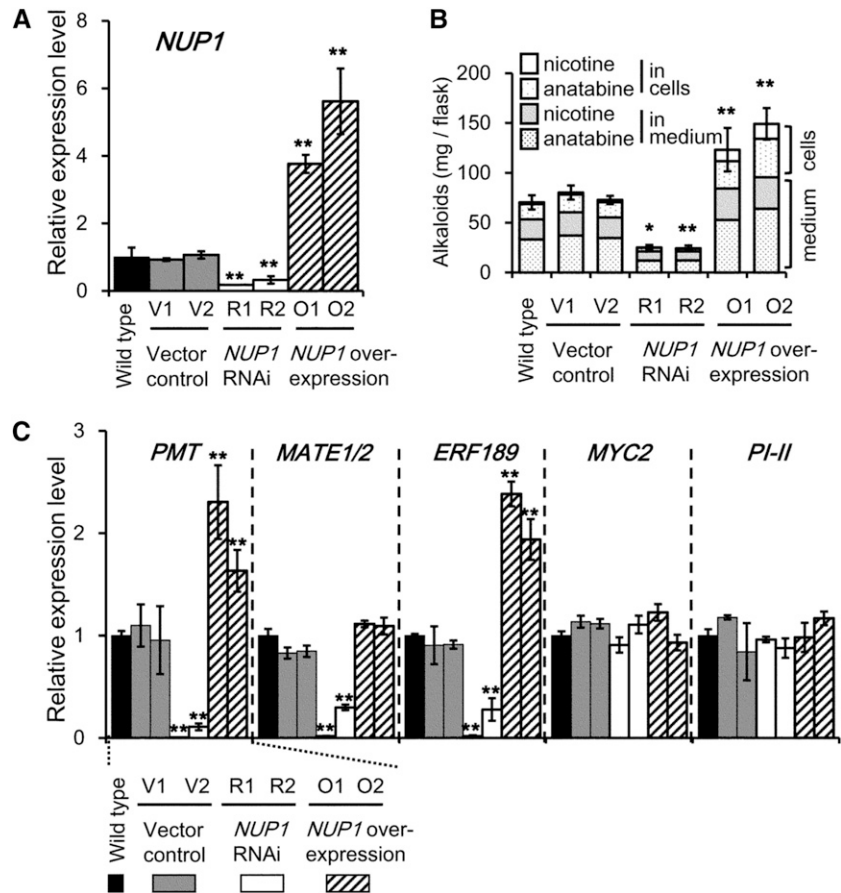 A
NUP1
Relative expression level
8
6
4
2
0
**
**
**
**
Wild type
V1 V2 R1 R2 O1 O2
Vector control
NUP1 RNAi
NUP1 over-expression
B
Alkaloids (mg / flask)
200
150
100
50
0
nicotine
anatabine
in cells
nicotine
anatabine
in medium
*
**
**
**
cells
medium
Wild type
V1 V2 R1 R2 O1 O2
Vector control
NUP1 RNAi
NUP1 over-expression
C
Relative expression level
3
2
1
0
PMT MATE1/2 ERF189 MYC2 PI-II
**
**
**
**
**
**
**
**
**
**
Wild type
V1 V2 R1 R2 O1 O2
Vector control
NUP1 RNAi
NUP1 over-expression